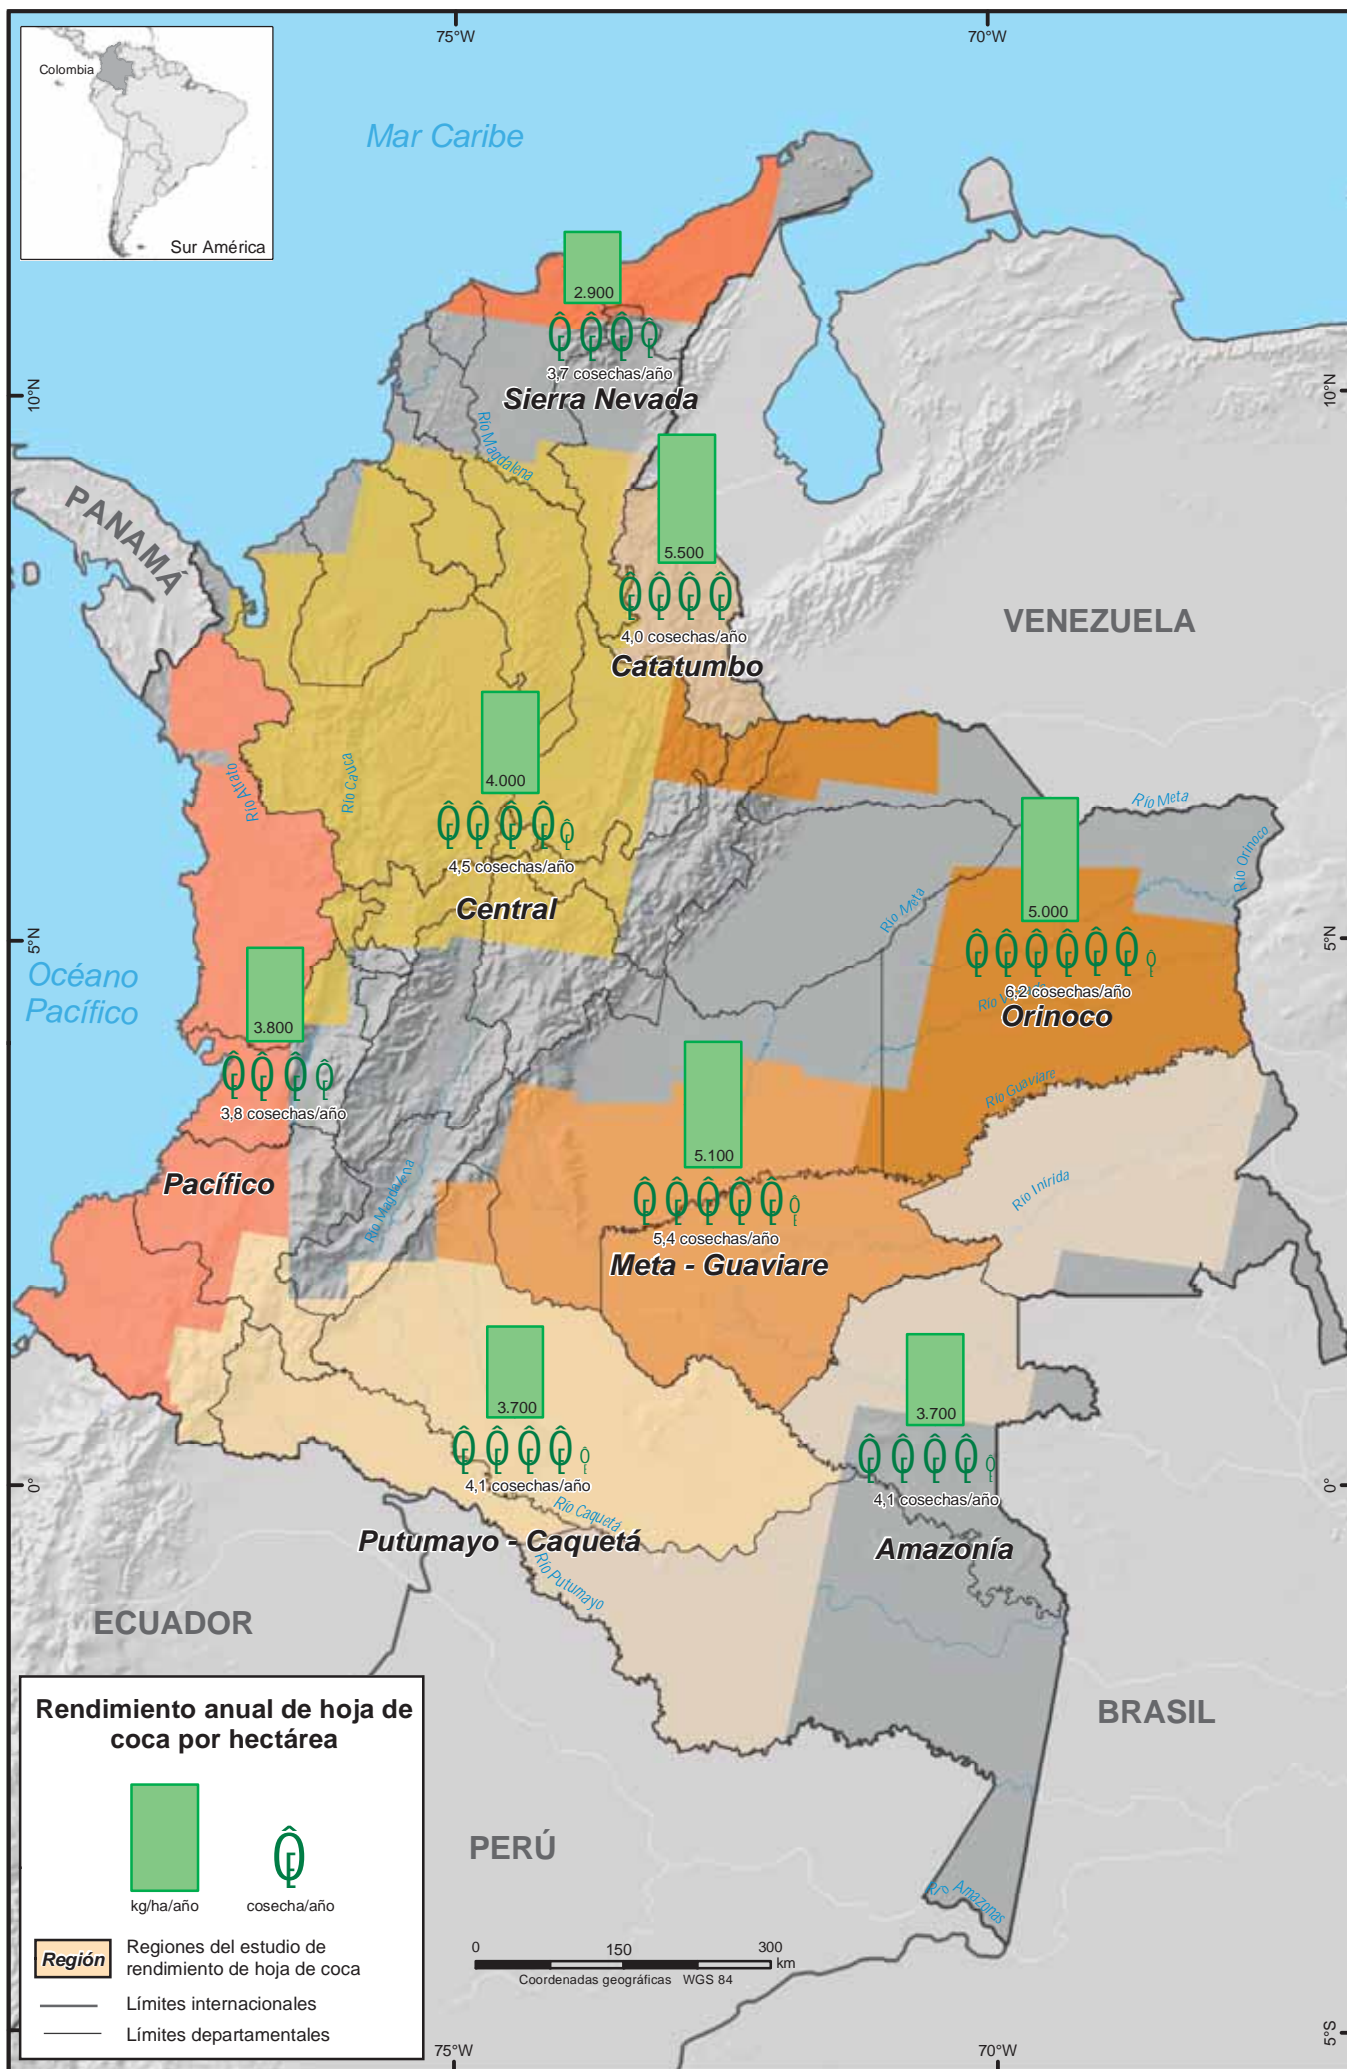 75°W
70°W
Colombia
Sur América
Mar Caribe
2.900
3,7 cosechas/año
Sierra Nevada
10°N
10°N
Río Magdalena
PANAMÁ
5.500
4,0 cosechas/año
Catatumbo
VENEZUELA
Río Atrato
Río Cauca
4.000
4,5 cosechas/año
Central
Río Meta
Río Orinoco
Río Meta
5.000
6,2 cosechas/año
Orinoco
5°N
5°N
Océano
Pacífico
3.800
3,8 cosechas/año
Pacífico
Río Magdalena
Río Guaviare
5.100
5,4 cosechas/año
Meta - Guaviare
Río Inírida
3.700
4,1 cosechas/año
Putumayo - Caquetá
Río Caquetá
Río Putumayo
3.700
4,1 cosechas/año
Amazonía
0°
0°
ECUADOR
BRASIL
PERÚ
Río Amazonas
Rendimiento anual de hoja de
coca por hectárea
kg/ha/año
cosecha/año
Región
Regiones del estudio de
rendimiento de hoja de coca
Límites internacionales
Límites departamentales
0
150
300
km
Coordenadas geográficas WGS 84
5°S
75°W
70°W